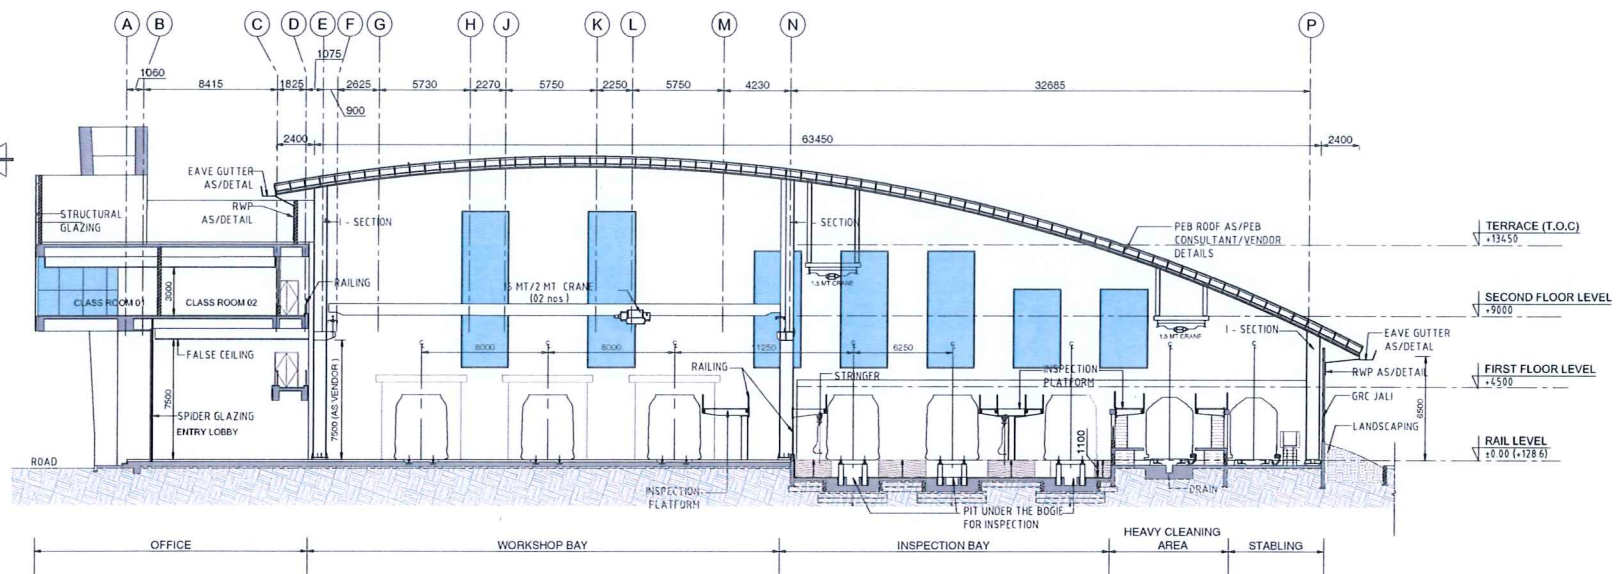 A B C D E F G H J K L M N P
1060 8415 1825 1075 900 2625 5730 2270 5750 2250 5750 4230 32685
2400 63450 2400
EAVE GUTTER
AS/DETAL
RWP
AS/DETAIL
STRUCTURAL
GLAZING
I - SECTION
I - SECTION
PEB ROOF AS/PEB
CONSULTANT/VENDOR
DETAILS
TERRACE (T.O.C)
+13450
1.5 MT CRANE
RAILING
CLASS ROOM 01
CLASS ROOM 02
3000
15 MT/2 MT CRANE
(02 nos)
SECOND FLOOR LEVEL
+9000
1.5 MT CRANE
I - SECTION
EAVE GUTTER
AS/DETAL
FALSE CEILING
8000 8000 11250 6250
RAILING
STRINGER
INSPECTION
PLATFORM
RWP AS/DETAIL
FIRST FLOOR LEVEL
+4500
GRC JALI
6500
7500
7500 (AS.VENDOR)
SPIDER GLAZING
ENTRY LOBBY
1100
LANDSCAPING
RAIL LEVEL
±0.00 (+128 6)
ROAD
INSPECTION
PLATFORM
DRAIN
PIT UNDER THE BOGIE
FOR INSPECTION
OFFICE
WORKSHOP BAY
INSPECTION BAY
HEAVY CLEANING
AREA
STABLING